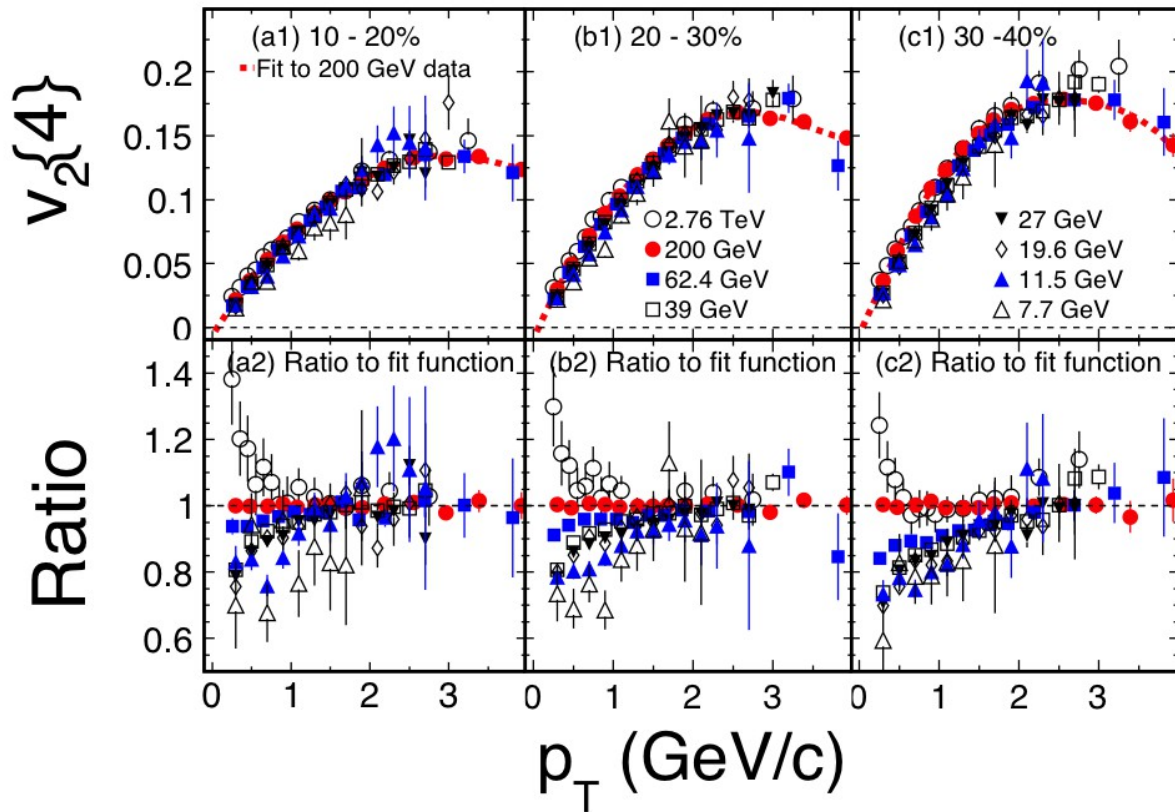 (a1) 10 - 20%
Fit to 200 GeV data
(b1) 20 - 30%
(c1) 30 -40%
v2{4}
0.2
0.15
0.1
0.05
0
2.76 TeV
200 GeV
62.4 GeV
39 GeV
27 GeV
19.6 GeV
11.5 GeV
7.7 GeV
(a2) Ratio to fit function
(b2) Ratio to fit function
(c2) Ratio to fit function
Ratio
1.4
1.2
1
0.8
0.6
0 1 2 3 0 1 2 3 0 1 2 3
pT (GeV/c)